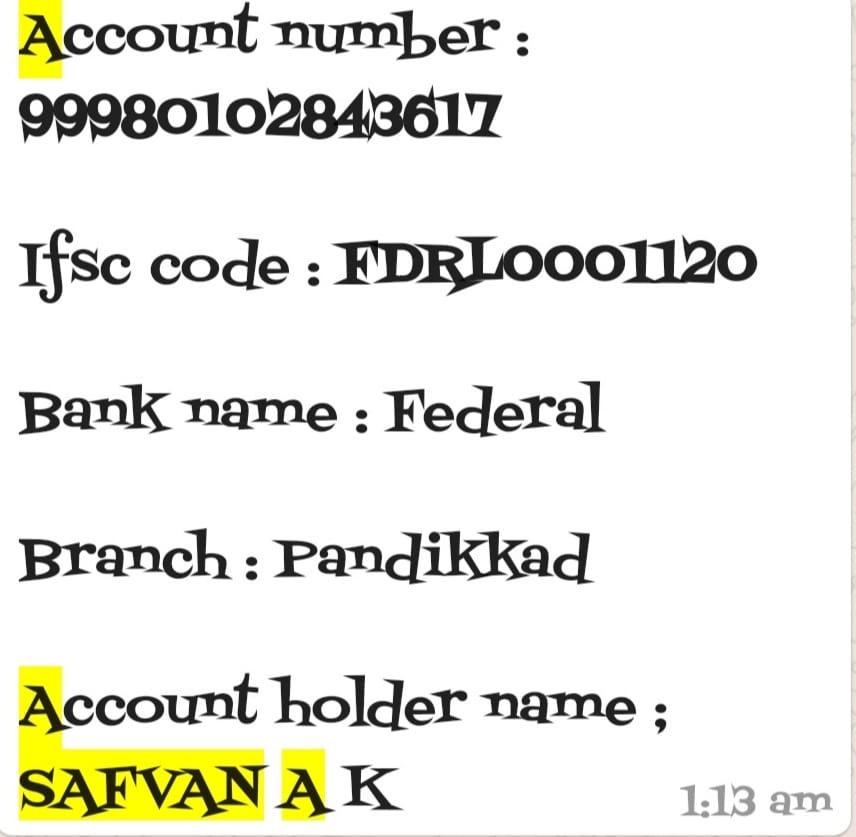 Account number :
99980102843617
Ifsc code : FDRL0001120
Bank name : Federal
Branch : Pandikkad
Account holder name ;
SAFVAN A K
1:13 am